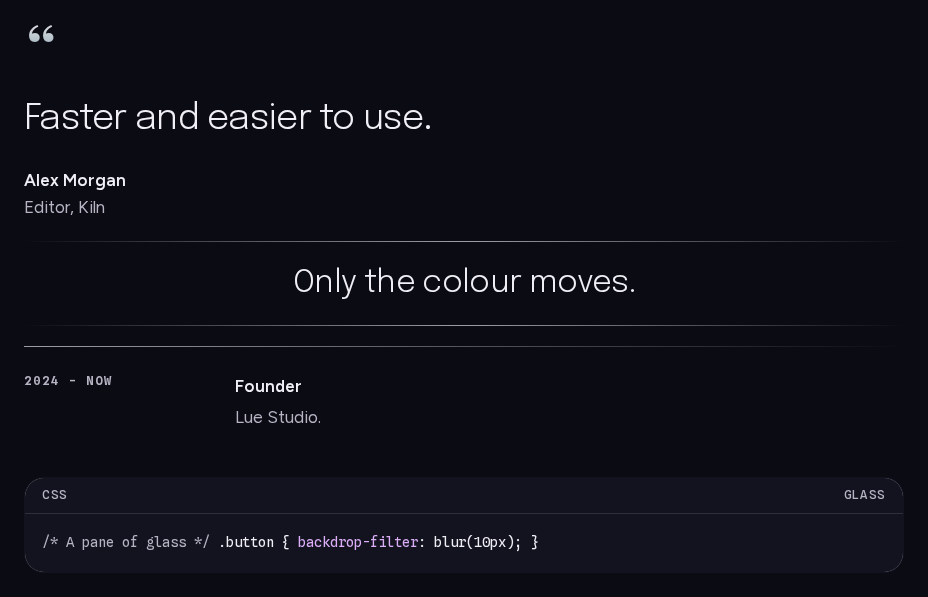 “
Faster and easier to use.
Alex Morgan
Editor, Kiln
Only the colour moves.
2024 - NOW
Founder
Lue Studio.
CSS
GLASS
/* A pane of glass */ .button { backdrop-filter: blur(10px); }